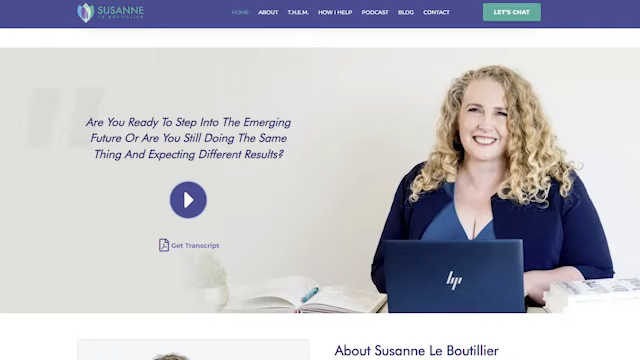 SUSANNE
LE BOUTILLIER
HOME ABOUT T.H.E.M. HOW I HELP PODCAST BLOG CONTACT LET'S CHAT
Are You Ready To Step Into The Emerging
Future Or Are You Still Doing The Same
Thing And Expecting Different Results?
Get Transcript
hp
About Susanne Le Boutillier